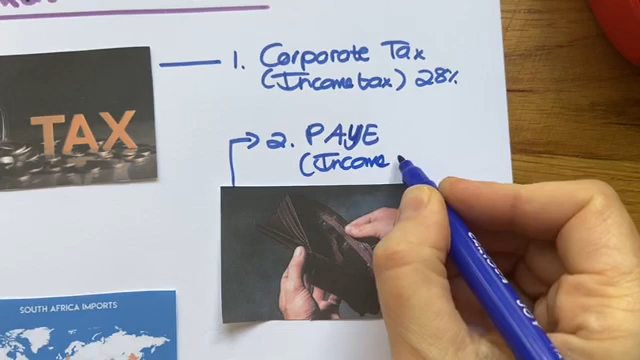 1. Corporate Tax
(Income tax) 28%
TAX
2. PAYE
(Income
SOUTH AFRICA IMPORTS